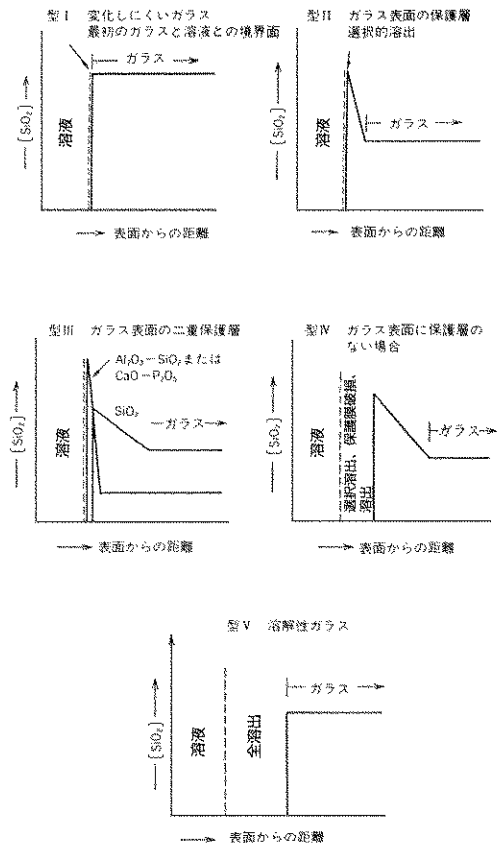 型Ⅰ 変化しにくいガラス
最初のガラスと溶液との境界面
ガラス
[SiO₂]
溶液
表面からの距離
型Ⅱ ガラス表面の保護層
選択的溶出
ガラス
[SiO₂]
溶液
表面からの距離
型Ⅲ ガラス表面の二重保護層
Al₂O₃−SiO₂または
CaO−P₂O₅
SiO₂
ガラス
[SiO₂]
溶液
表面からの距離
型Ⅳ ガラス表面に保護層の
ない場合
ガラス
[SiO₂]
溶液
選択溶出、保護膜破損、
溶出
表面からの距離
型Ⅴ 溶解性ガラス
ガラス
[SiO₂]
溶液
全溶出
表面からの距離